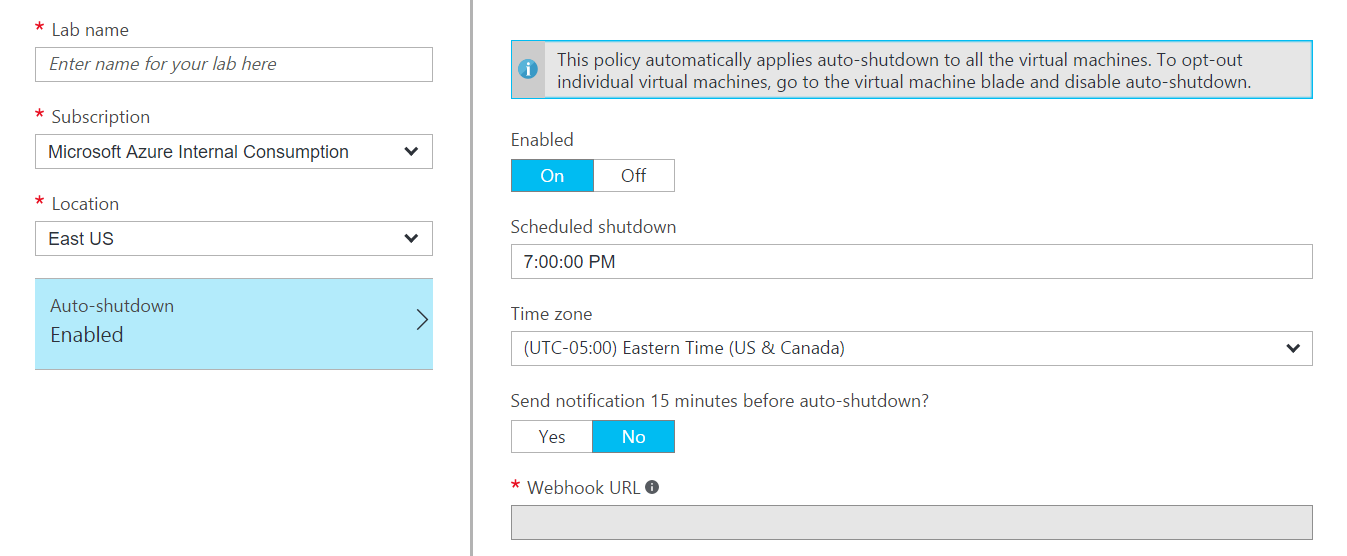 * Lab name
Enter name for your lab here
* Subscription
Microsoft Azure Internal Consumption
* Location
East US
Auto-shutdown
Enabled
This policy automatically applies auto-shutdown to all the virtual machines. To opt-out
individual virtual machines, go to the virtual machine blade and disable auto-shutdown.
Enabled
On Off
Scheduled shutdown
7:00:00 PM
Time zone
(UTC-05:00) Eastern Time (US & Canada)
Send notification 15 minutes before auto-shutdown?
Yes No
* Webhook URL